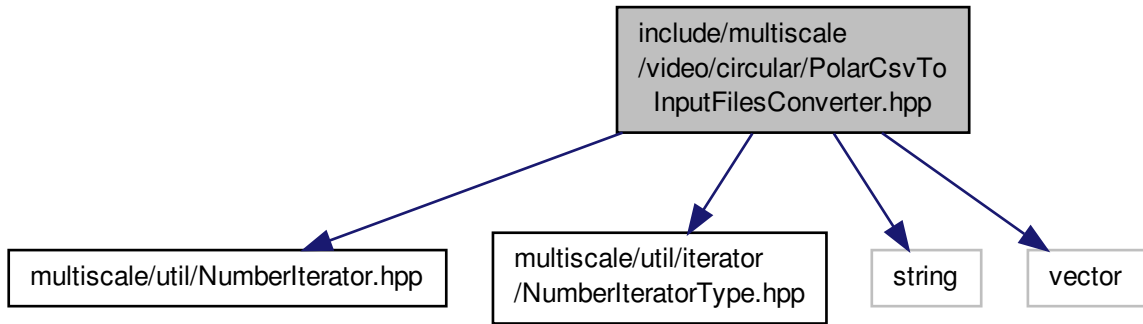 include/multiscale
/video/circular/PolarCsvTo
InputFilesConverter.hpp
multiscale/util/NumberIterator.hpp
multiscale/util/iterator
/NumberIteratorType.hpp
string
vector